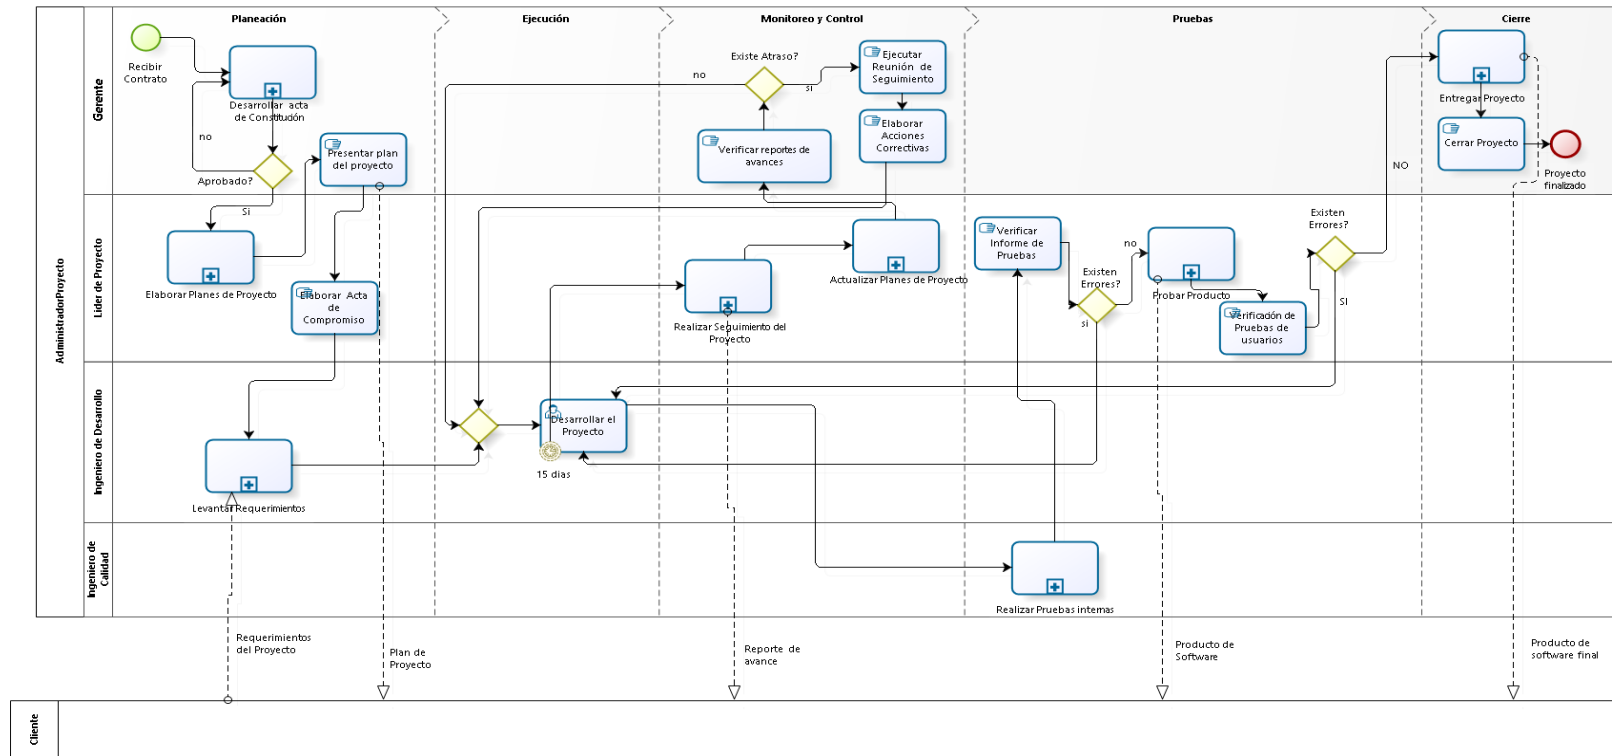 Planeación
Ejecución
Monitoreo y Control
Pruebas
Cierre
AdministradorProyecto
Gerente
Recibir
Contrato
Desarrollar acta
de Constitución
no
Aprobado?
Si
Presentar plan
del proyecto
Existe Atraso?
no
si
Ejecutar
Reunión de
Seguimiento
Elaborar
Acciones
Correctivas
Verificar reportes de
avances
NO
Entregar Proyecto
Cerrar Proyecto
Proyecto
finalizado
Lider de Proyecto
Elaborar Planes de Proyecto
Elaborar Acta
de
Compromiso
Realizar Seguimiento del
Proyecto
Actualizar Planes de Proyecto
Verificar
Informe de
Pruebas
Existen
Errores?
no
si
Probar Producto
Verificación de
Pruebas de
usuarios
Existen
Errores?
SI
Ingeniero de Desarrollo
Levantar Requerimientos
Desarrollar el
Proyecto
15 dias
Ingeniero de
Calidad
Realizar Pruebas internas
Requerimientos
del Proyecto
Plan de
Proyecto
Reporte de
avance
Producto de
Software
Producto de
software final
Cliente